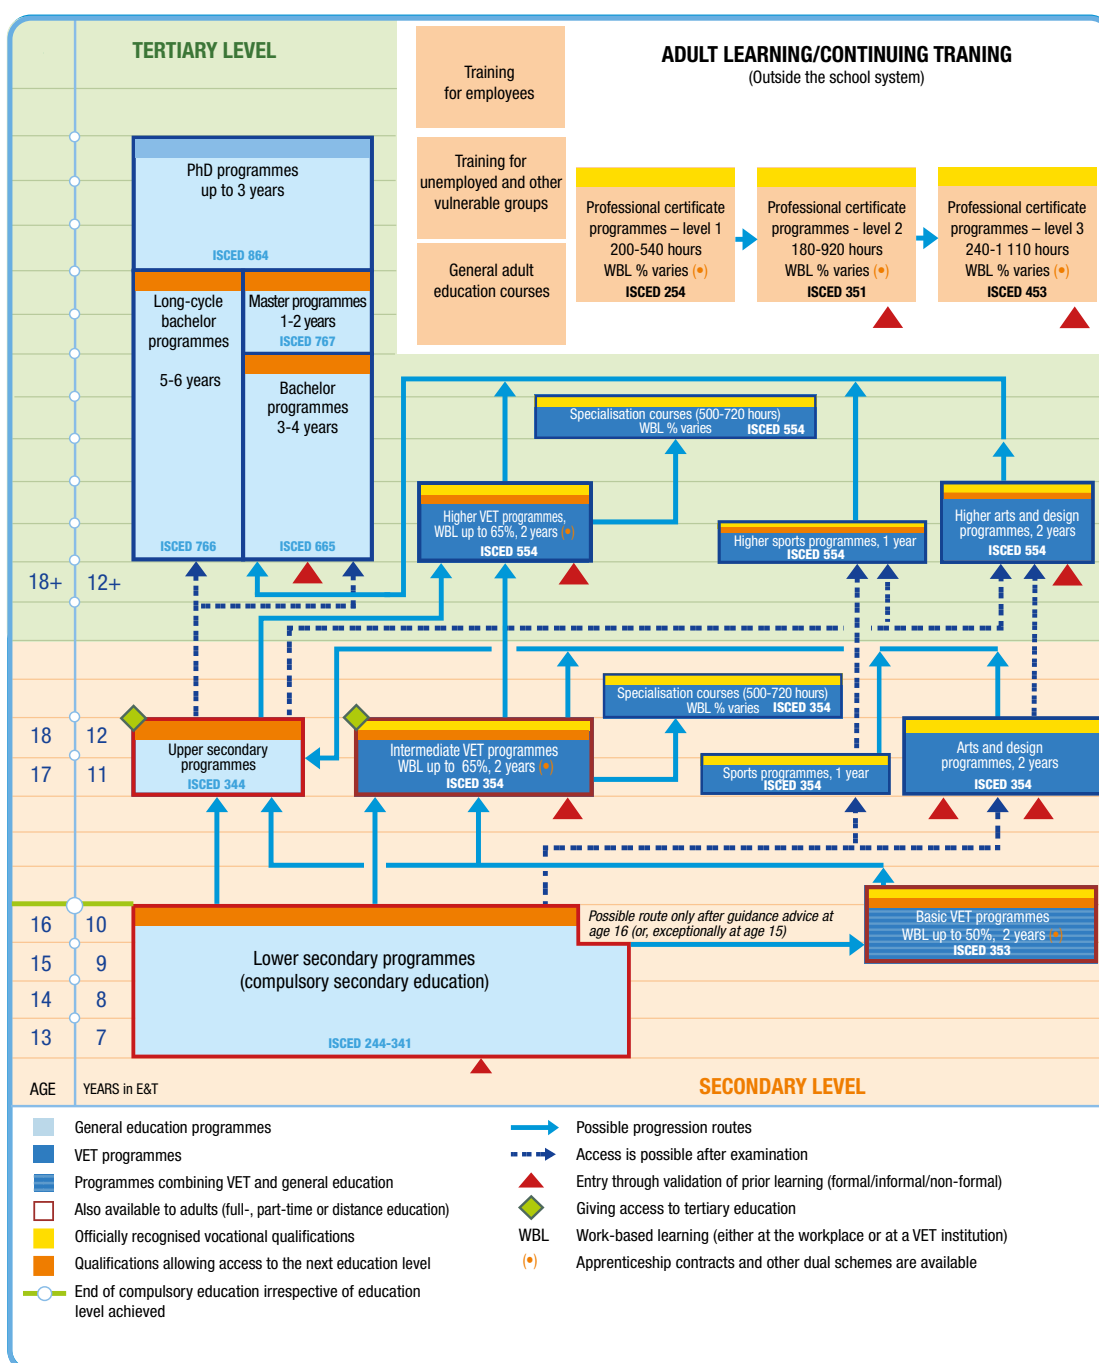 TERTIARY LEVEL
Training
for employees
ADULT LEARNING/CONTINUING TRANING
(Outside the school system)
Training for
unemployed and other
vulnerable groups
General adult
education courses
Professional certificate
programmes – level 1
200-540 hours
WBL % varies (•)
ISCED 254
Professional certificate
programmes - level 2
180-920 hours
WBL % varies (•)
ISCED 351
Professional certificate
programmes – level 3
240-1 110 hours
WBL % varies (•)
ISCED 453
PhD programmes
up to 3 years
ISCED 864
Long-cycle
bachelor
programmes
5-6 years
ISCED 766
Master programmes
1-2 years
ISCED 767
Bachelor
programmes
3-4 years
ISCED 665
Specialisation courses (500-720 hours)
WBL % varies ISCED 554
Higher VET programmes,
WBL up to 65%, 2 years (•)
ISCED 554
Higher sports programmes, 1 year
ISCED 554
Higher arts and design
programmes, 2 years
ISCED 554
18+ 12+
Specialisation courses (500-720 hours)
WBL % varies ISCED 354
18 12
17 11
Upper secondary
programmes
ISCED 344
Intermediate VET programmes
WBL up to 65%, 2 years (•)
ISCED 354
Sports programmes, 1 year
ISCED 354
Arts and design
programmes, 2 years
ISCED 354
16 10
15 9
14 8
13 7
Lower secondary programmes
(compulsory secondary education)
ISCED 244-341
Possible route only after guidance advice at
age 16 (or, exceptionally at age 15)
Basic VET programmes
WBL up to 50%, 2 years (•)
ISCED 353
AGE YEARS in E&T
SECONDARY LEVEL
General education programmes
VET programmes
Programmes combining VET and general education
Also available to adults (full-, part-time or distance education)
Officially recognised vocational qualifications
Qualifications allowing access to the next education level
End of compulsory education irrespective of education
level achieved
Possible progression routes
Access is possible after examination
Entry through validation of prior learning (formal/informal/non-formal)
Giving access to tertiary education
WBL Work-based learning (either at the workplace or at a VET institution)
(•) Apprenticeship contracts and other dual schemes are available